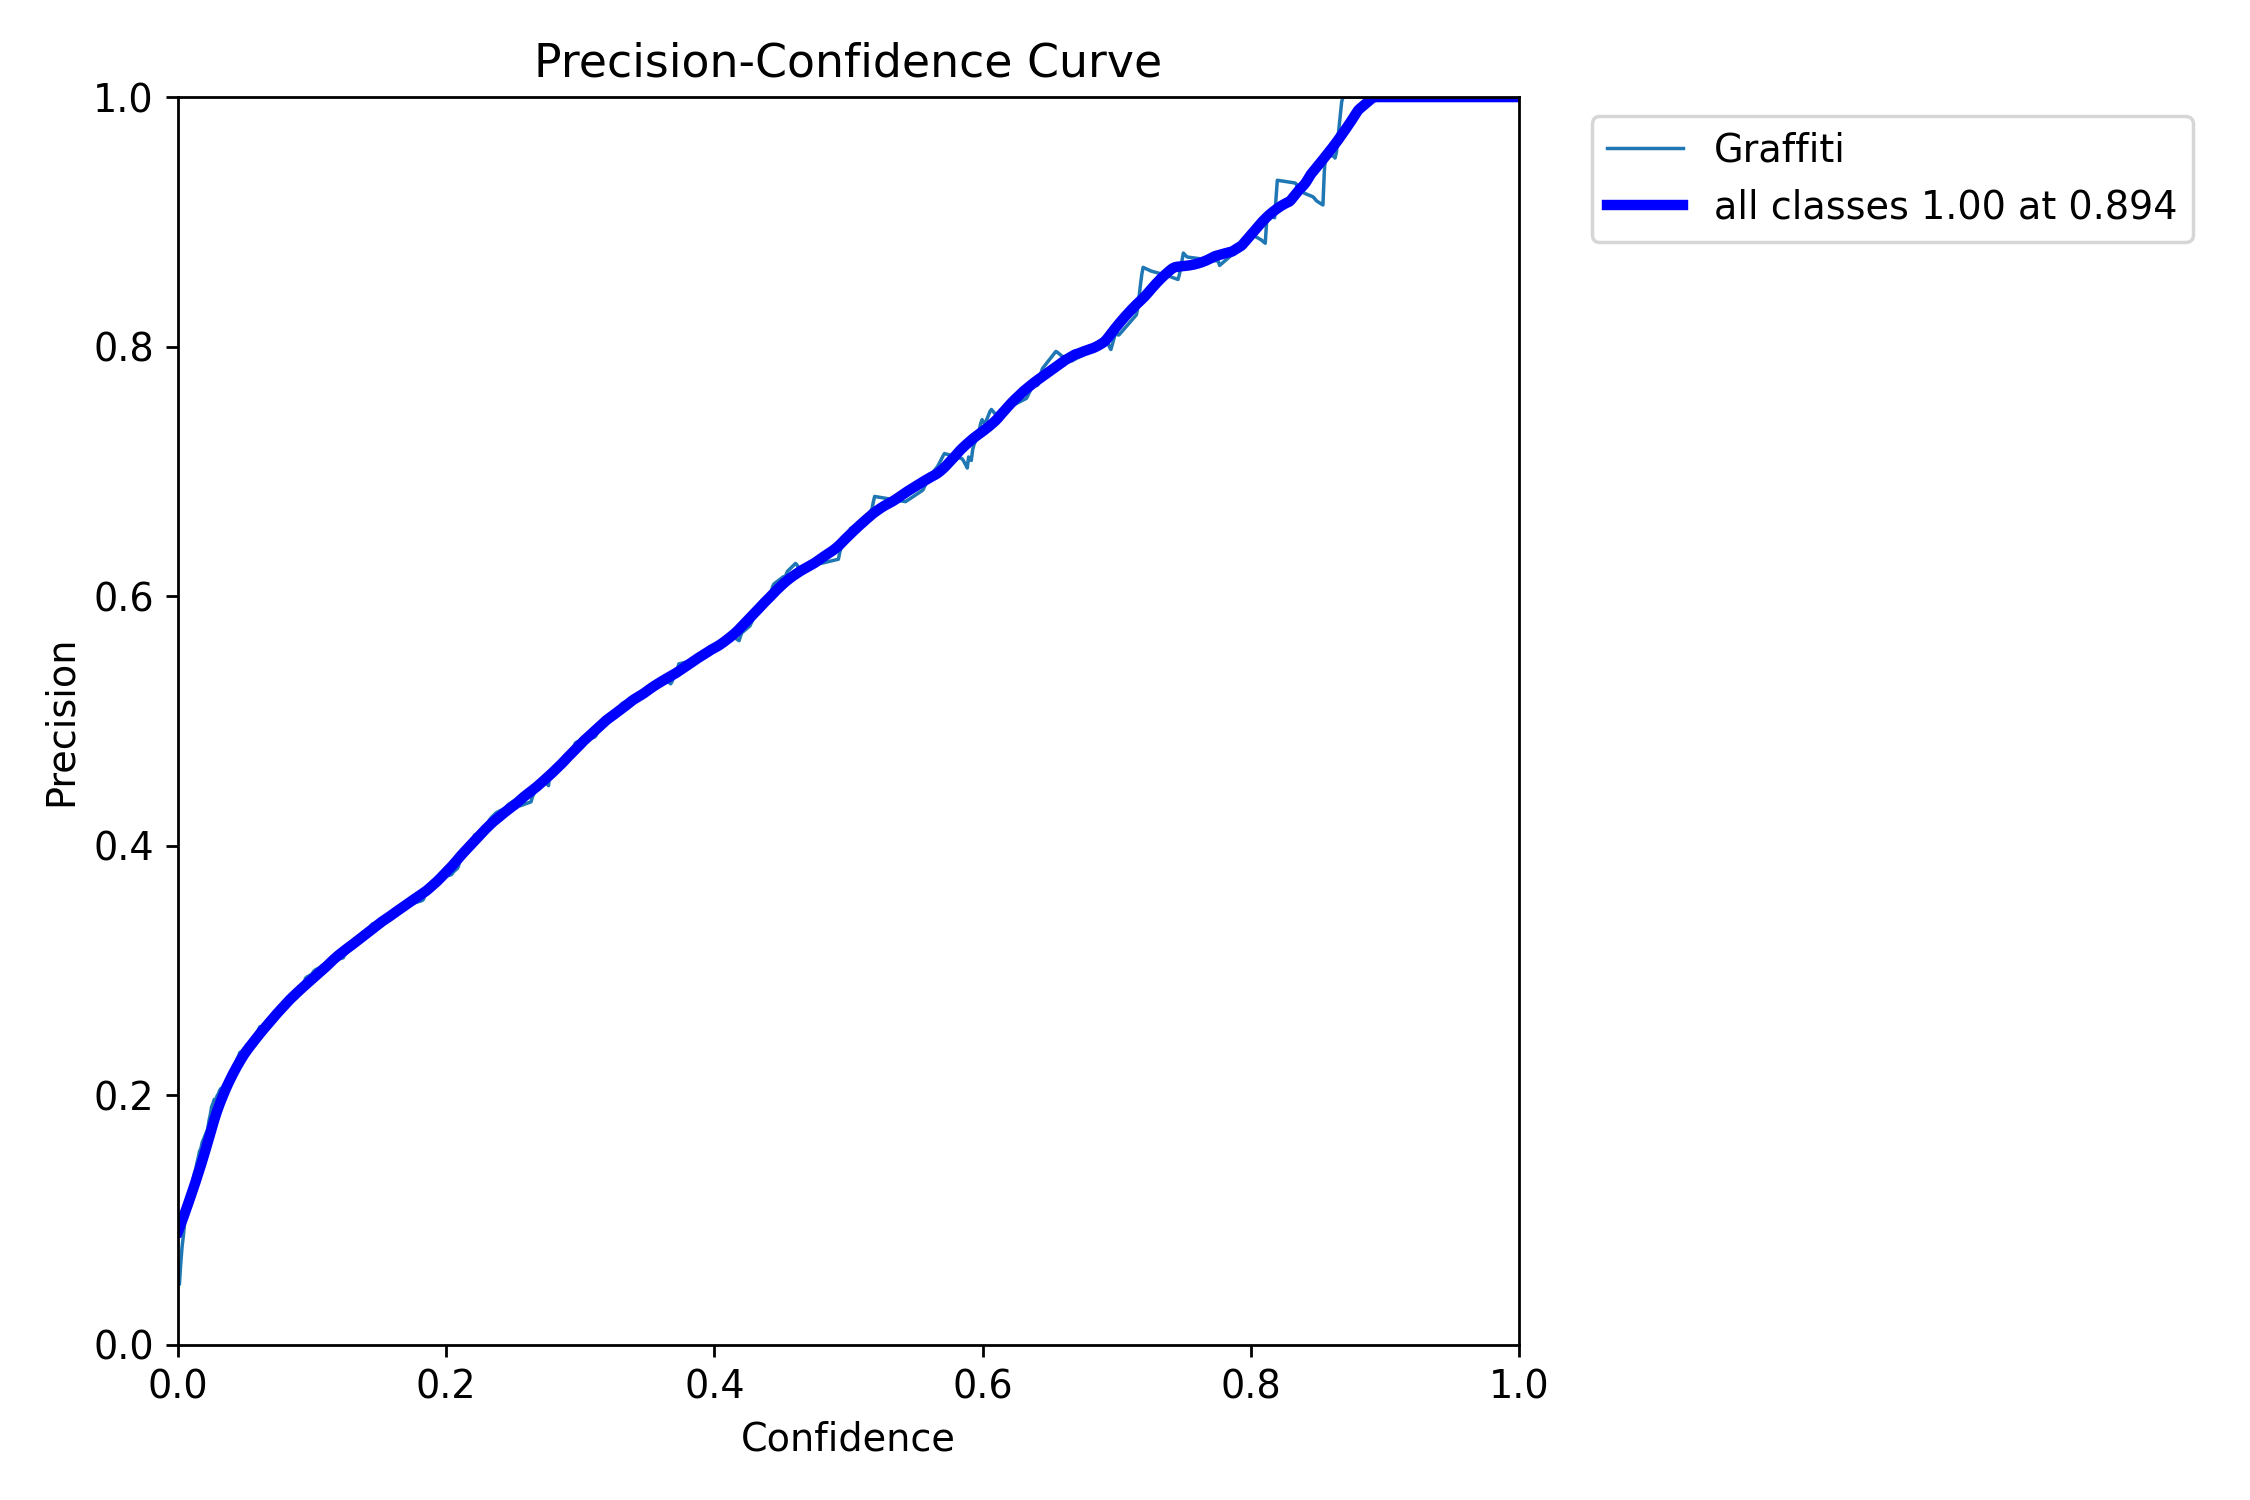 Precision-Confidence Curve
1.0
0.8
0.6
0.4
0.2
0.0
Precision
0.0 0.2 0.4 0.6 0.8 1.0
Confidence
Graffiti
all classes 1.00 at 0.894